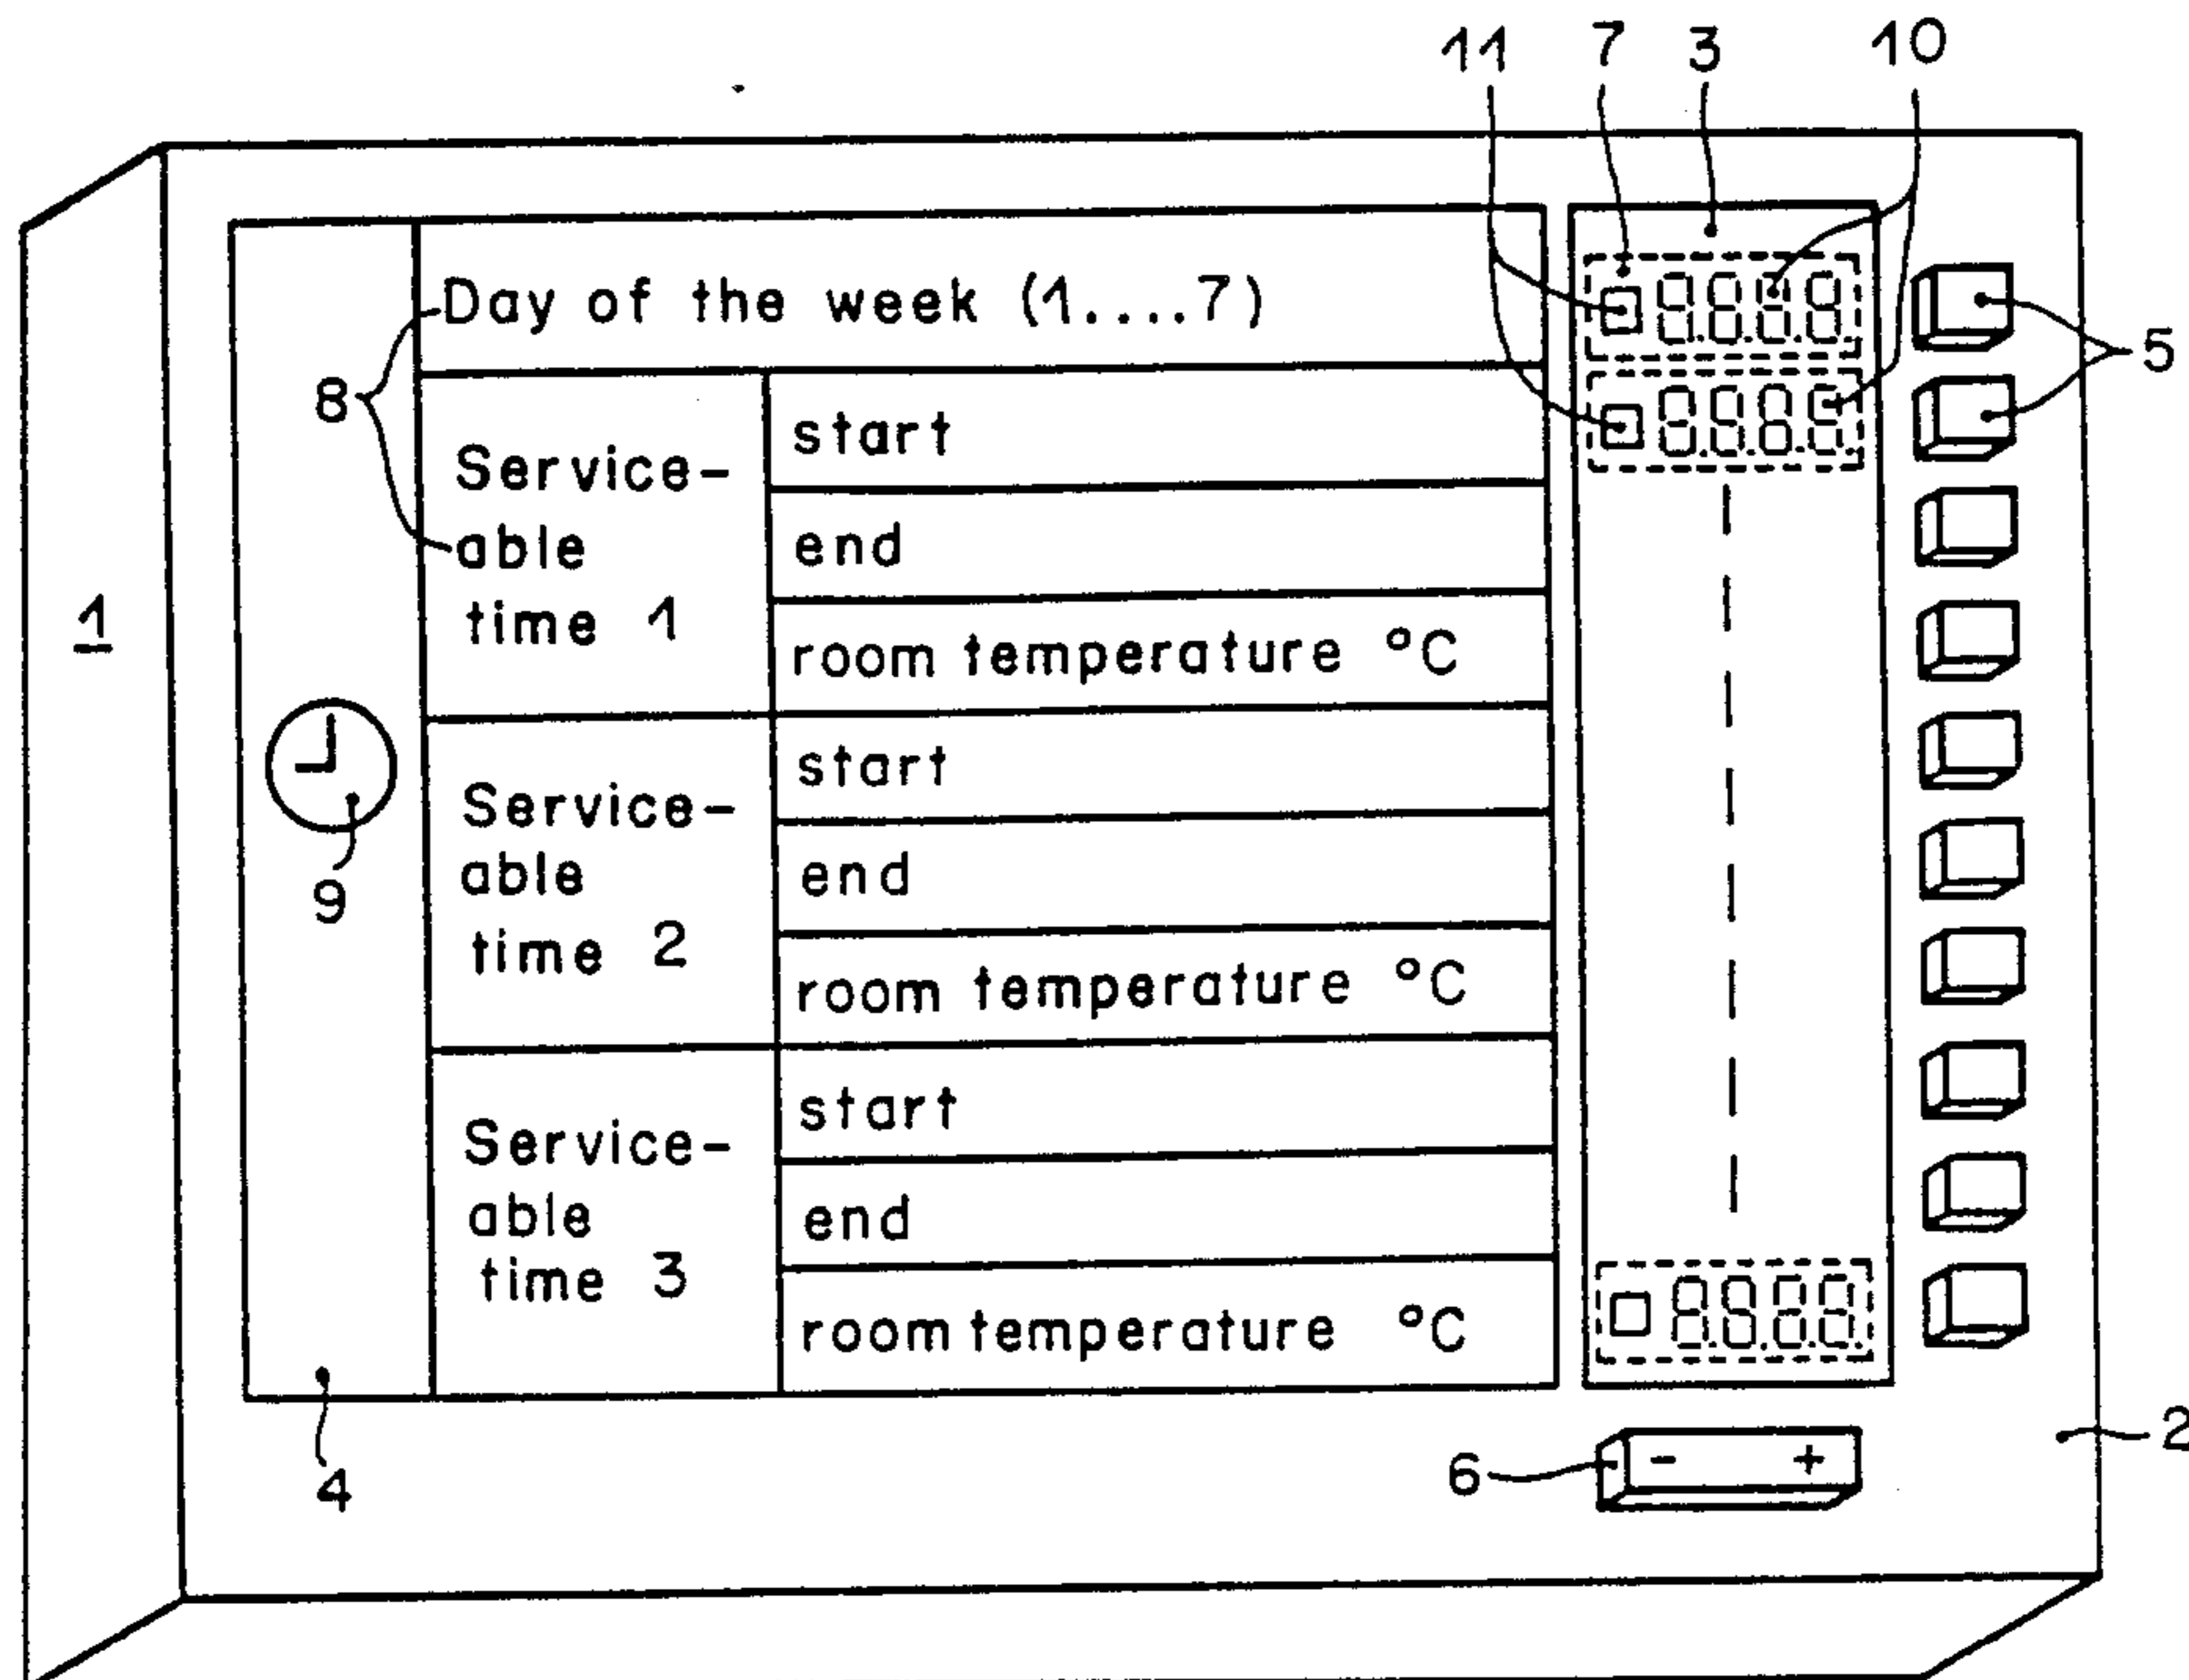 11 7 3 10
Day of the week (1....7)
5
8
Service-
able
time 1
start
end
room temperature °C
1
9
Service-
able
time 2
start
end
room temperature °C
Service-
able
time 3
start
end
room temperature °C
4
6
- +
2